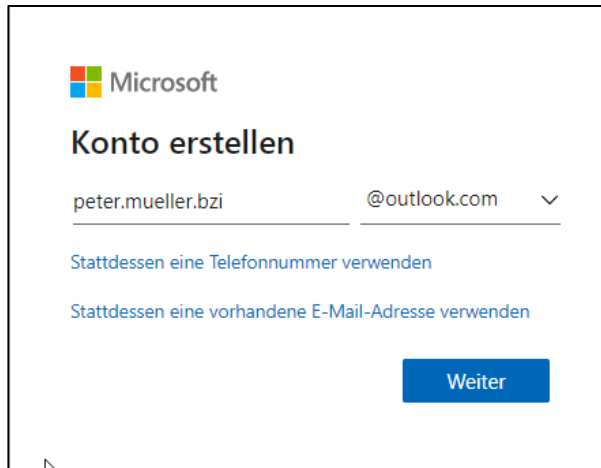 Microsoft
Konto erstellen
peter.mueller.bzi @outlook.com
Stattdessen eine Telefonnummer verwenden
Stattdessen eine vorhandene E-Mail-Adresse verwenden
Weiter